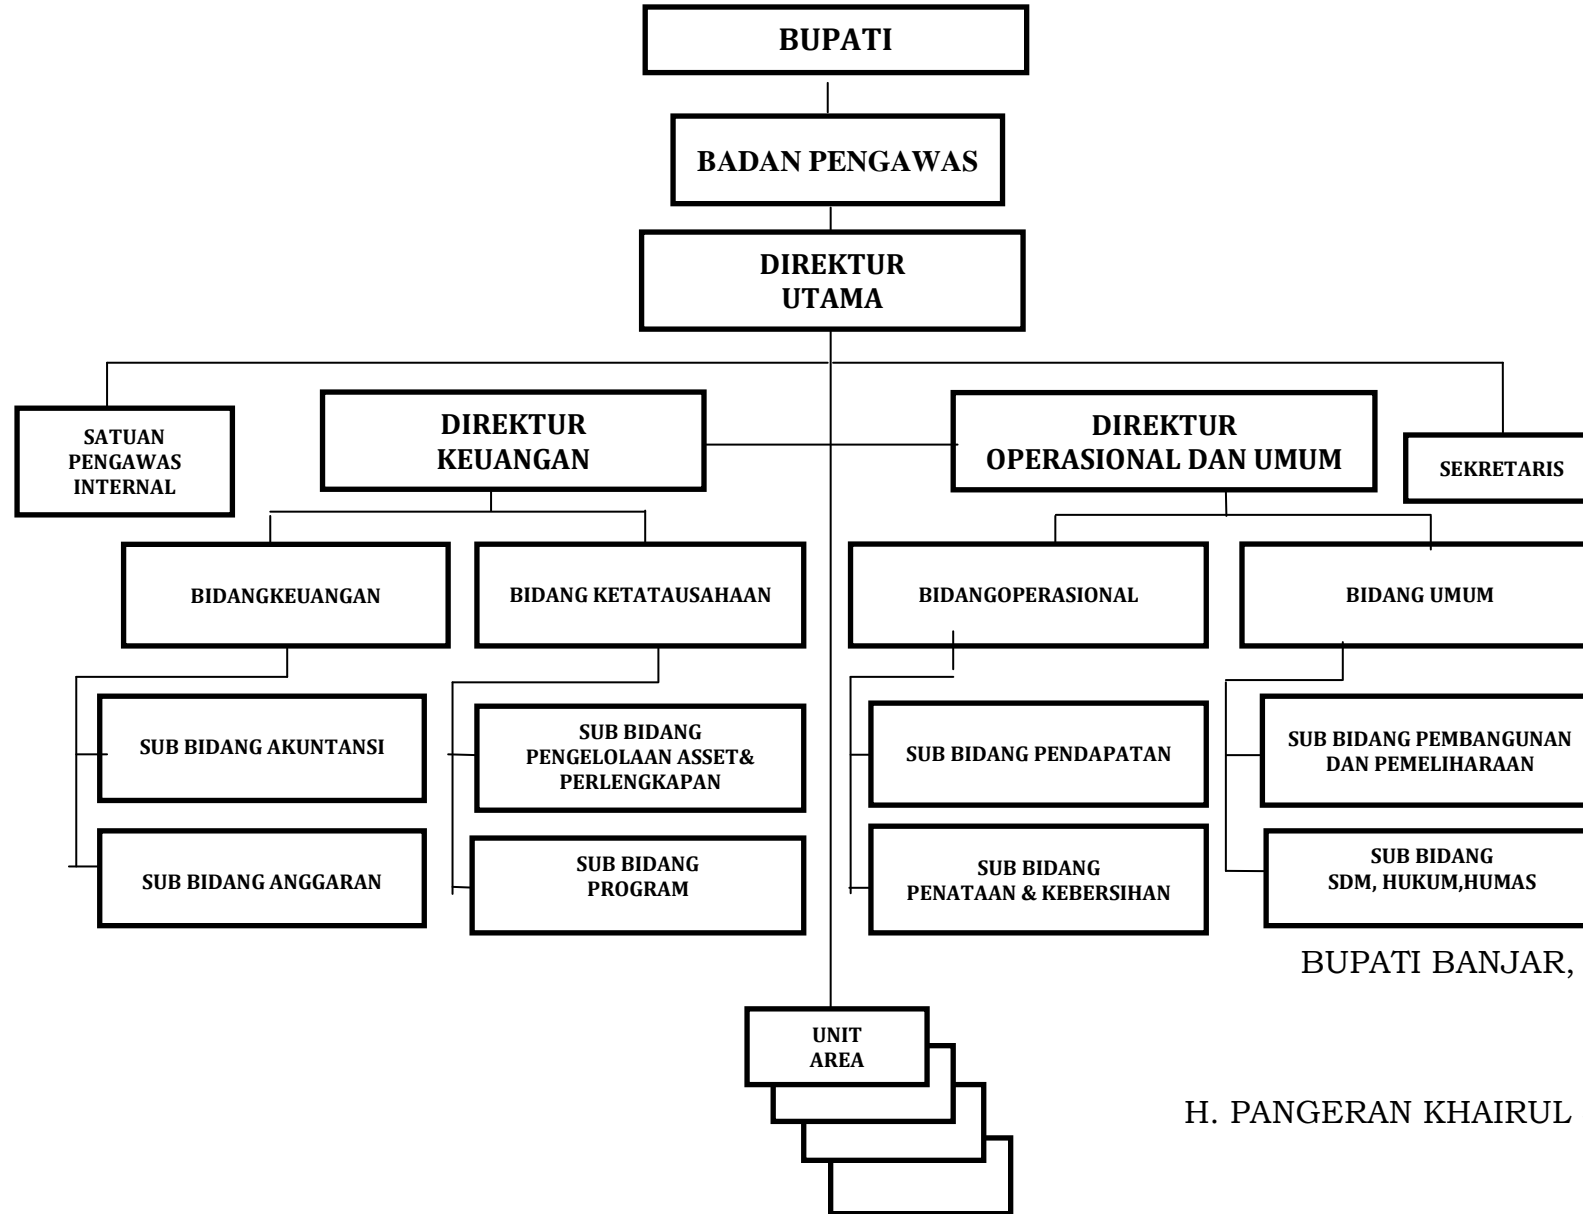 BUPATI
BADAN PENGAWAS
DIREKTUR
UTAMA
SATUAN
PENGAWAS
INTERNAL
DIREKTUR
KEUANGAN
DIREKTUR
OPERASIONAL DAN UMUM
SEKRETARIS
BIDANGKEUANGAN
BIDANG KETATAUSAHAAN
BIDANGOPERASIONAL
BIDANG UMUM
SUB BIDANG AKUNTANSI
SUB BIDANG
PENGELOLAAN ASSET&
PERLENGKAPAN
SUB BIDANG PENDAPATAN
SUB BIDANG PEMBANGUNAN
DAN PEMELIHARAAN
SUB BIDANG ANGGARAN
SUB BIDANG
PROGRAM
SUB BIDANG
PENATAAN & KEBERSIHAN
SUB BIDANG
SDM, HUKUM,HUMAS
BUPATI BANJAR,
UNIT
AREA
H. PANGERAN KHAIRUL